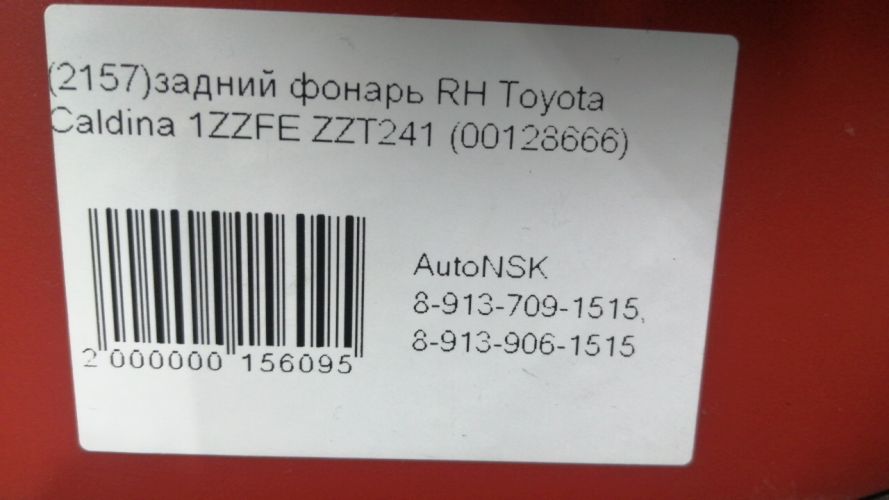 (2157)задний фонарь RH Toyota
Caldina 1ZZFE ZZT241 (00128666)
AutoNSK
8-913-709-1515,
8-913-906-1515
2 000000 156095